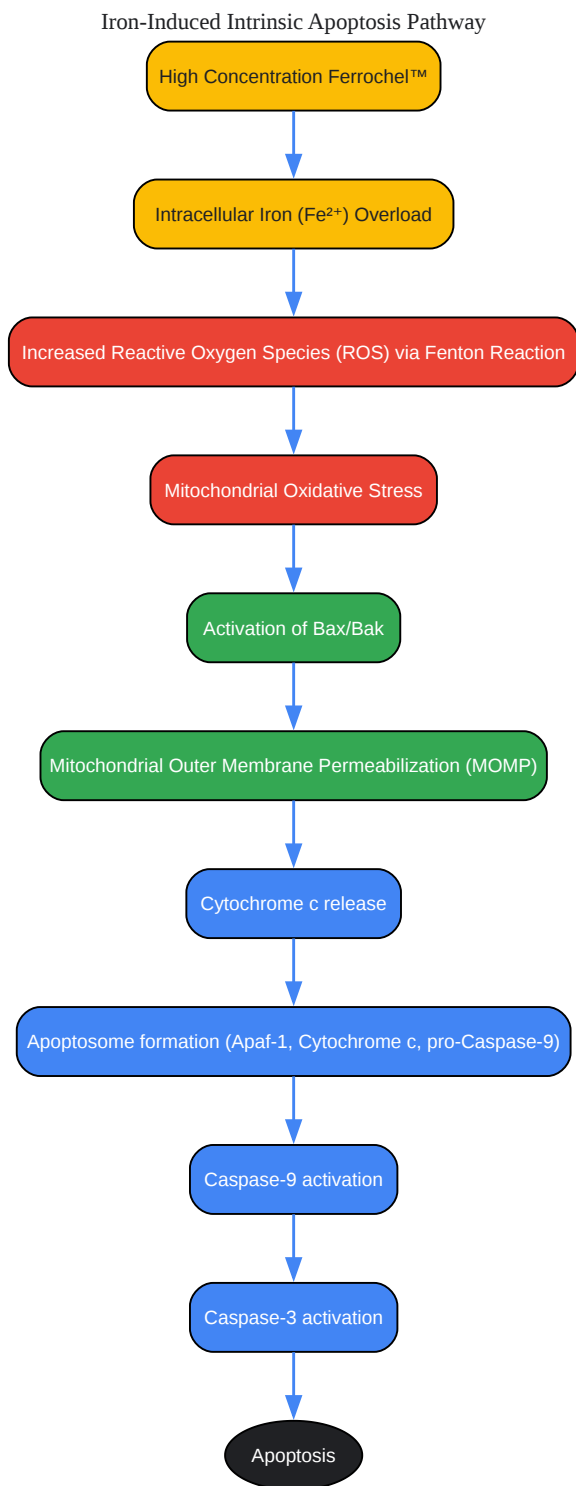 Iron-Induced Intrinsic Apoptosis Pathway
High Concentration Ferrochel™
Intracellular Iron (Fe²⁺) Overload
Increased Reactive Oxygen Species (ROS) via Fenton Reaction
Mitochondrial Oxidative Stress
Activation of Bax/Bak
Mitochondrial Outer Membrane Permeabilization (MOMP)
Cytochrome c release
Apoptosome formation (Apaf-1, Cytochrome c, pro-Caspase-9)
Caspase-9 activation
Caspase-3 activation
Apoptosis